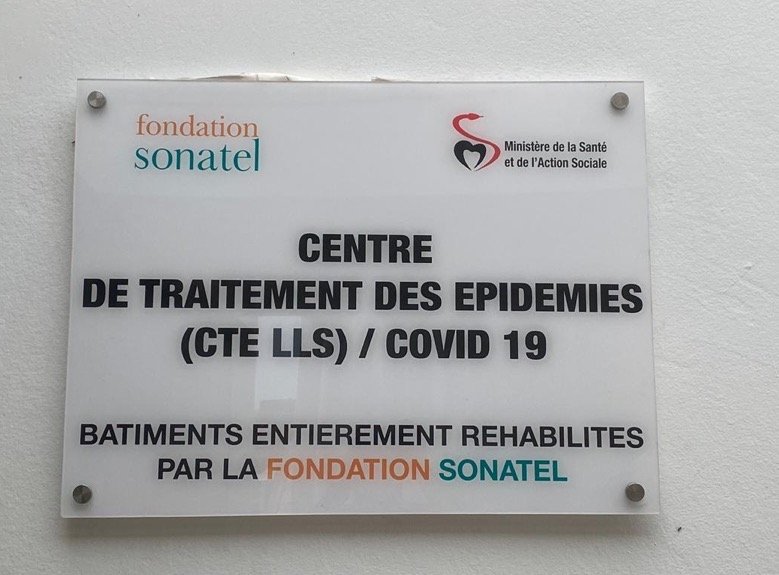 fondation
sonatel
Ministère de la Santé
et de l'Action Sociale
CENTRE
DE TRAITEMENT DES EPIDEMIES
(CTE LLS) / COVID 19
BATIMENTS ENTIEREMENT REHABILITES
PAR LA FONDATION SONATEL